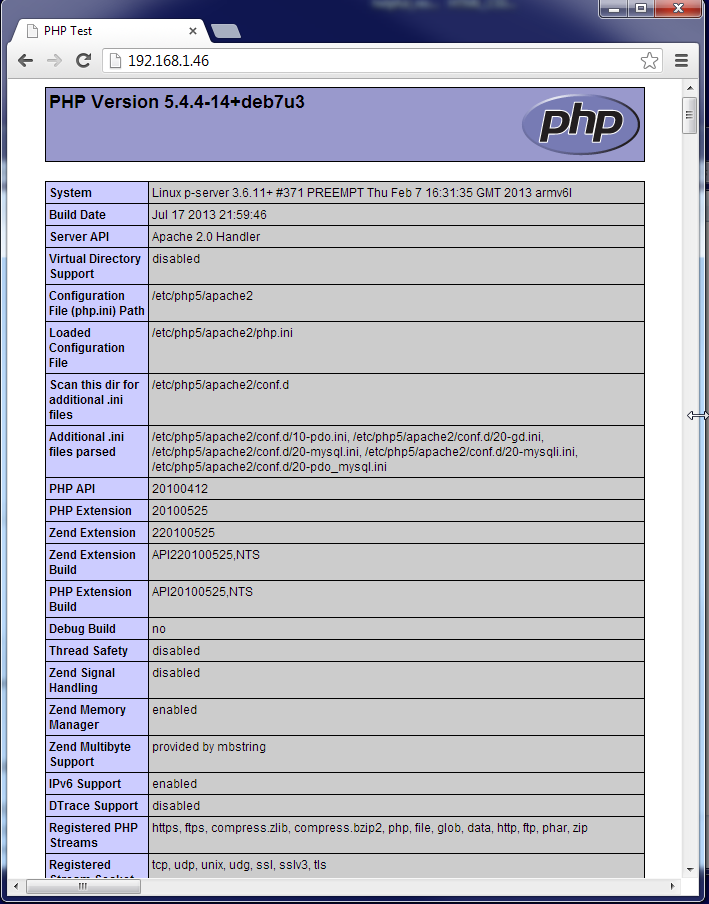 PHP Test
192.168.1.46
PHP Version 5.4.4-14+deb7u3
php
System Linux p-server 3.6.11+ #371 PREEMPT Thu Feb 7 16:31:35 GMT 2013 armv6l
Build Date Jul 17 2013 21:59:46
Server API Apache 2.0 Handler
Virtual Directory disabled
Support
Configuration /etc/php5/apache2
File (php.ini) Path
Loaded /etc/php5/apache2/php.ini
Configuration
File
Scan this dir for /etc/php5/apache2/conf.d
additional .ini
files
Additional .ini /etc/php5/apache2/conf.d/10-pdo.ini, /etc/php5/apache2/conf.d/20-gd.ini,
files parsed /etc/php5/apache2/conf.d/20-mysql.ini, /etc/php5/apache2/conf.d/20-mysqli.ini,
/etc/php5/apache2/conf.d/20-pdo_mysql.ini
PHP API 20100412
PHP Extension 20100525
Zend Extension 220100525
Zend Extension API220100525,NTS
Build
PHP Extension API20100525,NTS
Build
Debug Build no
Thread Safety disabled
Zend Signal disabled
Handling
Zend Memory enabled
Manager
Zend Multibyte provided by mbstring
Support
IPv6 Support enabled
DTrace Support disabled
Registered PHP https, ftps, compress.zlib, compress.bzip2, php, file, glob, data, http, ftp, phar, zip
Streams
Registered tcp, udp, unix, udg, ssl, sslv3, tls
Stream Socket